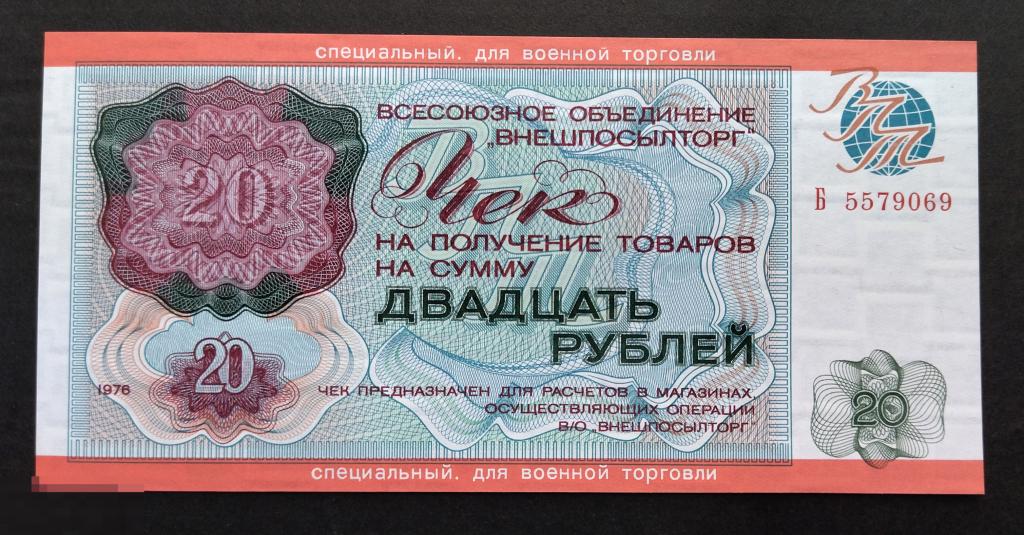 специальный. для военной торговли
ВСЕСОЮЗНОЕ ОБЪЕДИНЕНИЕ
„ВНЕШПОСЫЛТОРГ"
ВПТ
Чек
Б 5579069
20
НА ПОЛУЧЕНИЕ ТОВАРОВ
НА СУММУ
ДВАДЦАТЬ
РУБЛЕЙ
20
1976
ЧЕК ПРЕДНАЗНАЧЕН ДЛЯ РАСЧЕТОВ В МАГАЗИНАХ,
ОСУЩЕСТВЛЯЮЩИХ ОПЕРАЦИИ
В/О „ВНЕШПОСЫЛТОРГ"
20
специальный. для военной торговли